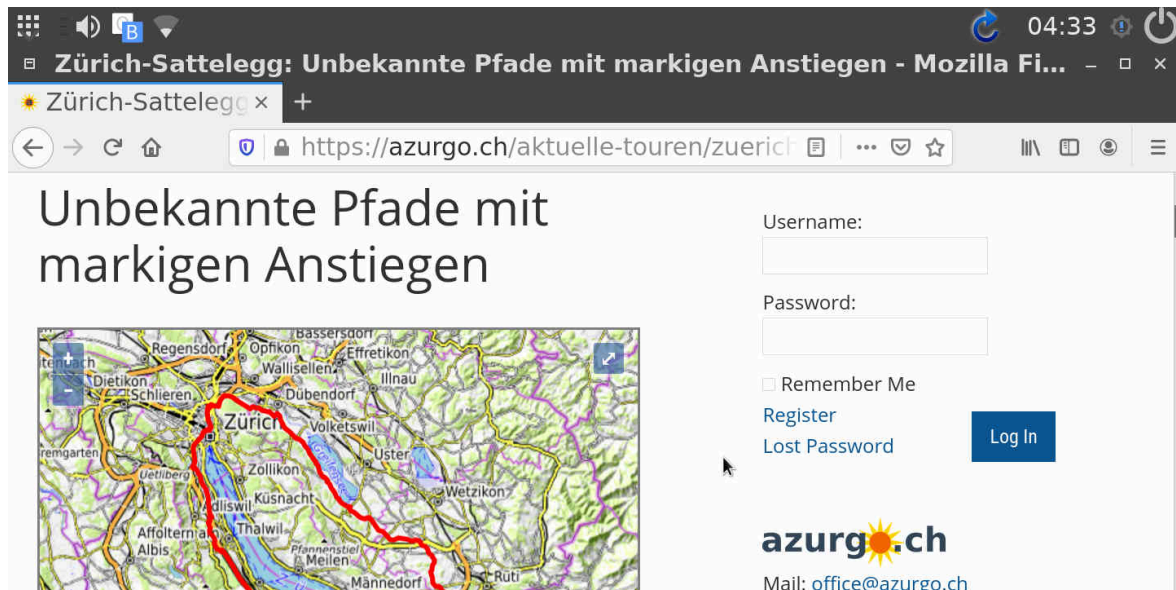 04:33
Zürich-Sattelegg: Unbekannte Pfade mit markigen Anstiegen - Mozilla Fi...
Zürich-Sattelegg
https://azurgo.ch/aktuelle-touren/zuerich
Unbekannte Pfade mit
markigen Anstiegen
Username:
Password:
Remember Me
Register
Lost Password
Log In
azurgo.ch
Mail: office@azurgo.ch
Bassersdorf
Regensdorf
Opfikon
Effretikon
Wallisellen
Illnau
Dietikon
Schlieren
Dübendorf
Zürich
Volketswil
Uster
Uetliberg
Zollikon
Wetzikon
Küsnacht
Adliswil
Thalwil
Affoltern am
Albis
Pfannenstiel
Meilen
Männedorf
Rüti